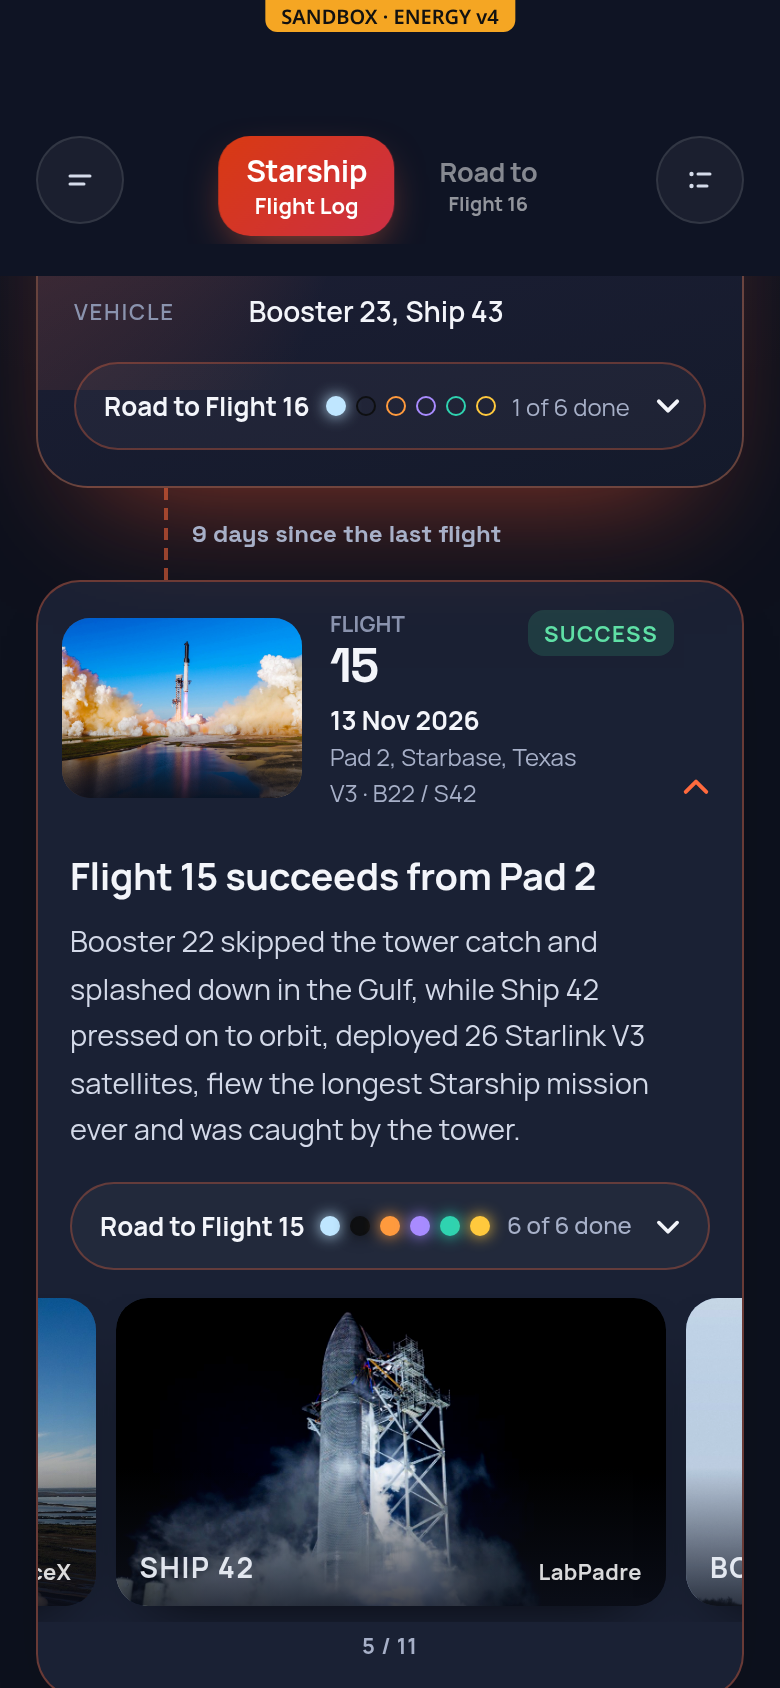 SANDBOX · ENERGY v4
Starship
Flight Log
Road to
Flight 16
VEHICLE
Booster 23, Ship 43
Road to Flight 16
1 of 6 done
9 days since the last flight
FLIGHT
15
SUCCESS
13 Nov 2026
Pad 2, Starbase, Texas
V3 · B22 / S42
Flight 15 succeeds from Pad 2
Booster 22 skipped the tower catch and
splashed down in the Gulf, while Ship 42
pressed on to orbit, deployed 26 Starlink V3
satellites, flew the longest Starship mission
ever and was caught by the tower.
Road to Flight 15
6 of 6 done
SHIP 42
LabPadre
5 / 11